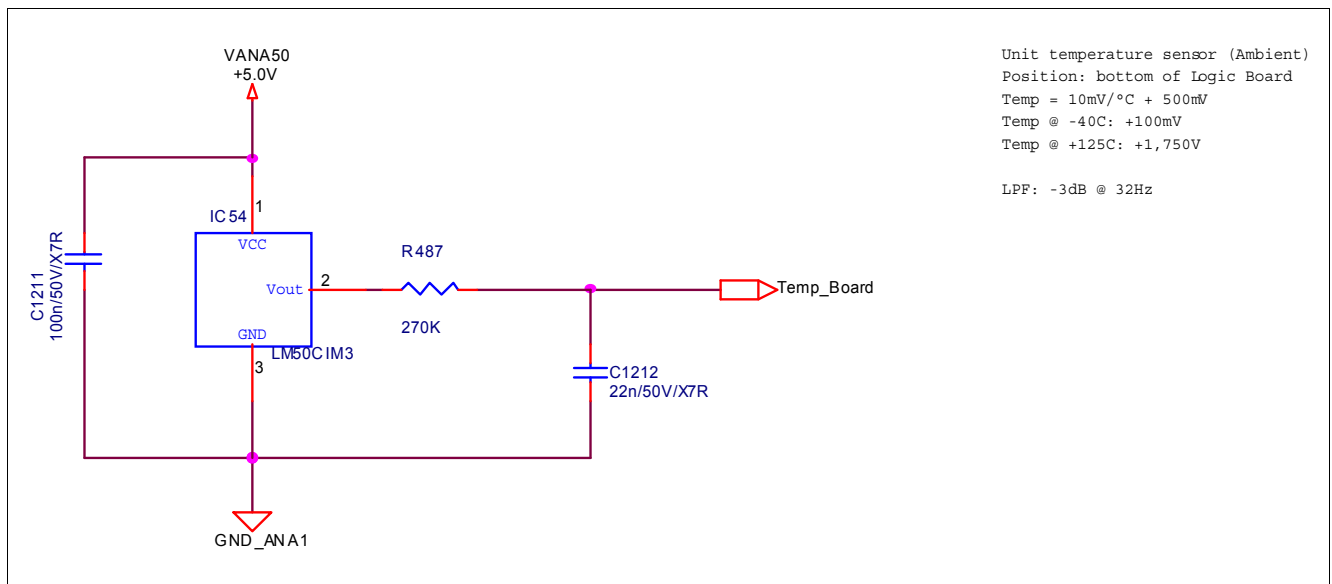 VANA50
+5.0V
Unit temperature sensor (Ambient)
Position: bottom of Logic Board
Temp = 10mV/°C + 500mV
Temp @ -40C: +100mV
Temp @ +125C: +1,750V
LPF: -3dB @ 32Hz
1
IC54
VCC
C1211
100n/50V/X7R
R487
Vout
2
Temp_Board
270K
GND
LM50CIM3
3
C1212
22n/50V/X7R
GND_ANA1